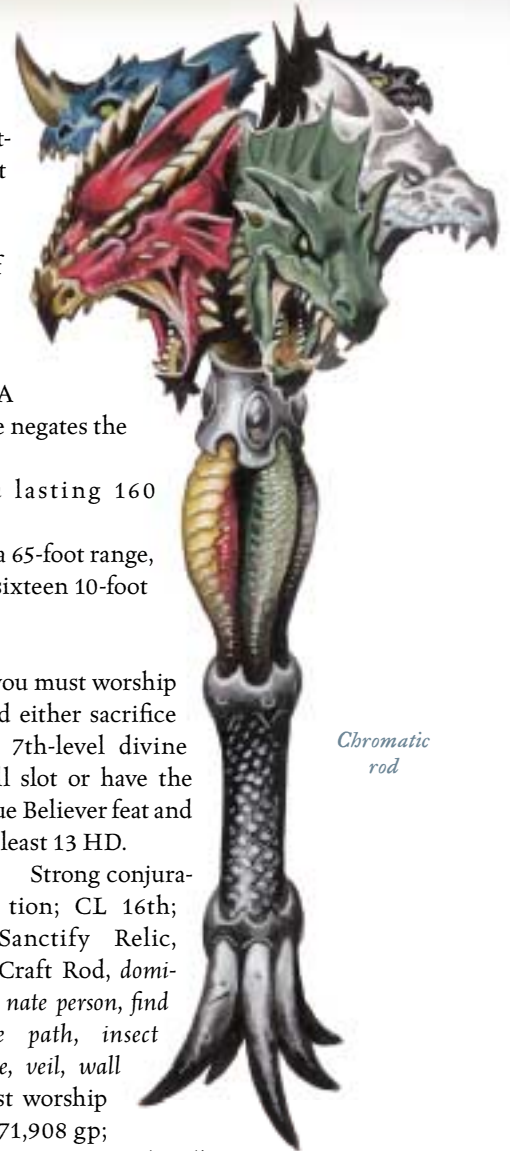 t-
t
f
A
e negates the
lasting 160
a 65-foot range,
sixteen 10-foot
you must worship
d either sacrifice
7th-level divine
ll slot or have the
ue Believer feat and
least 13 HD.
Chromatic
rod
Strong conjura-
tion; CL 16th;
Sanctify Relic,
Craft Rod, domi-
nate person, find
e path, insect
e, veil, wall
st worship
71,908 gp;